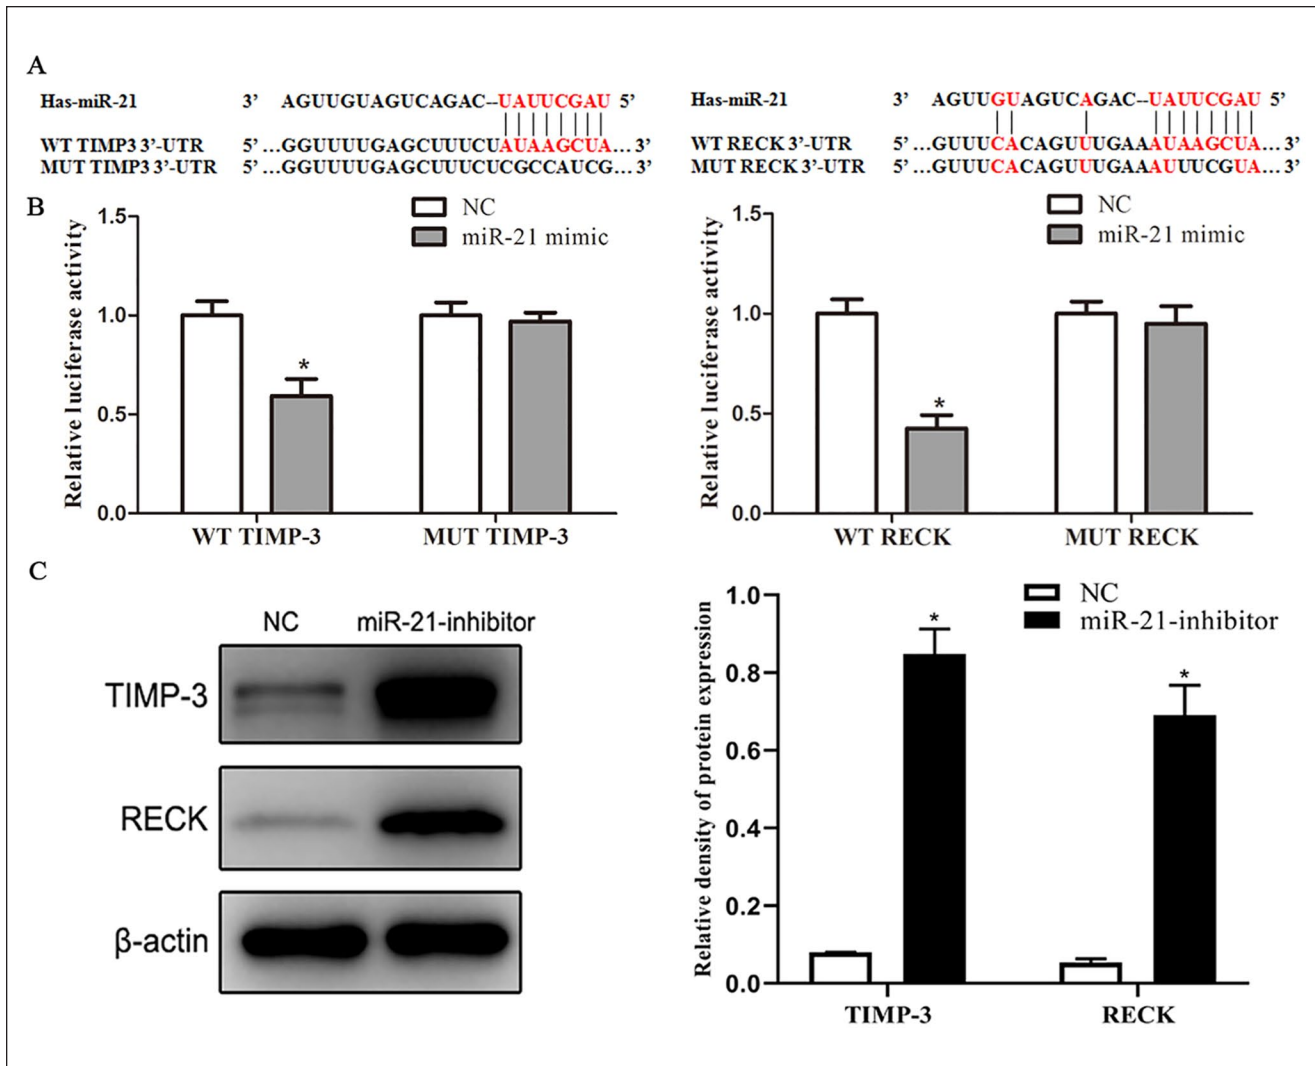 A
Has-miR-21 3’ AGUUGUAGUCAGAC--UAUUCGAU 5’
WT TIMP3 3’-UTR 5’ ...GGUUUUGAGCUUUCUAUAAGCUA... 3’
MUT TIMP3 3’-UTR 5’ ...GGUUUUGAGCUUUCUCGCCAUCG... 3’
Has-miR-21 3’ AGUUGUAGUCAGAC--UAUUCGAU 5’
WT RECK 3’-UTR 5’ ...GUUUCACAGUUUGAAAUAAGCUA... 3’
MUT RECK 3’-UTR 5’ ...GUUUCACAGUUUGAAAUUUCGUA... 3’
B
Relative luciferase activity
1.5
1.0
0.5
0.0
NC
miR-21 mimic
*
WT TIMP-3 MUT TIMP-3
Relative luciferase activity
1.5
1.0
0.5
0.0
NC
miR-21 mimic
*
WT RECK MUT RECK
C
NC miR-21-inhibitor
TIMP-3
RECK
β-actin
Relative density of protein expression
1.0
0.8
0.6
0.4
0.2
0.0
NC
miR-21-inhibitor
*
*
TIMP-3 RECK